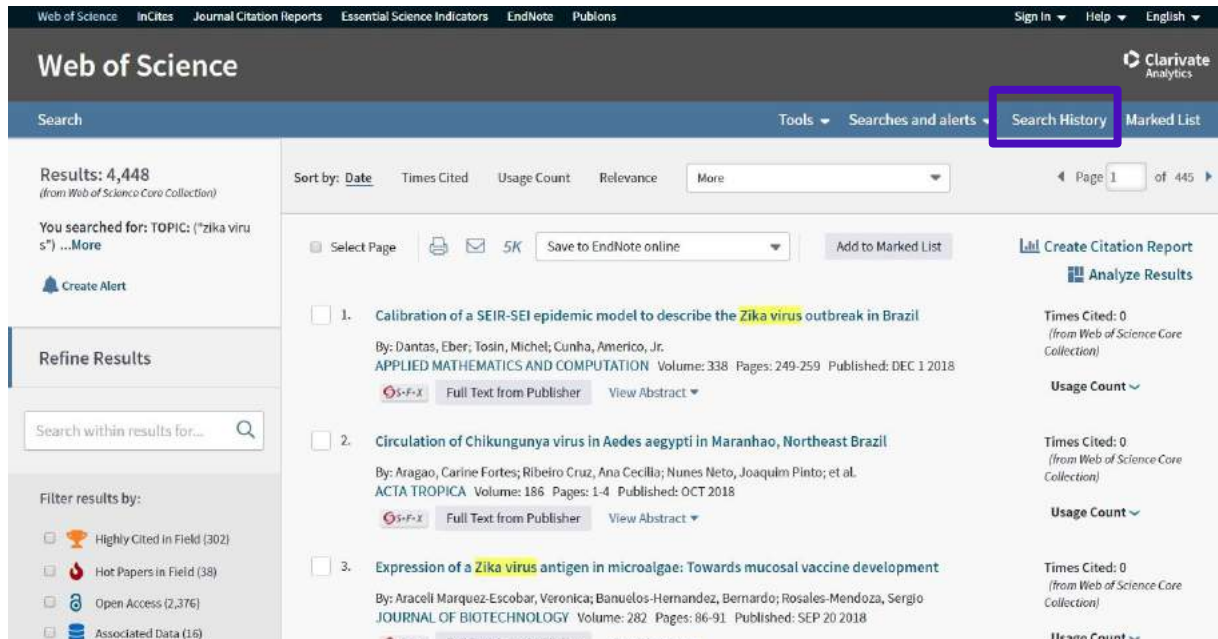 Web of Science InCites Journal Citation Reports Essential Science Indicators EndNote Publons Sign In Help English
Web of Science
Clarivate
Analytics
Search Tools Searches and alerts Search History Marked List
Results: 4,448
(from Web of Science Core Collection)
Sort by: Date Times Cited Usage Count Relevance More Page 1 of 445
You searched for: TOPIC: ("zika viru
s") ...More
Create Alert
Select Page 5K Save to EndNote online Add to Marked List
Create Citation Report
Analyze Results
Refine Results
Search within results for...
Filter results by:
Highly Cited in Field (302)
Hot Papers in Field (38)
Open Access (2,376)
Associated Data (16)
1. Calibration of a SEIR-SEI epidemic model to describe the Zika virus outbreak in Brazil
By: Dantas, Eber; Tosin, Michel; Cunha, Americo, Jr.
APPLIED MATHEMATICS AND COMPUTATION Volume: 338 Pages: 249-259 Published: DEC 1 2018
S·F·X Full Text from Publisher View Abstract
Times Cited: 0
(from Web of Science Core
Collection)
Usage Count
2. Circulation of Chikungunya virus in Aedes aegypti in Maranhao, Northeast Brazil
By: Aragao, Carine Fortes; Ribeiro Cruz, Ana Cecilia; Nunes Neto, Joaquim Pinto; et al.
ACTA TROPICA Volume: 186 Pages: 1-4 Published: OCT 2018
S·F·X Full Text from Publisher View Abstract
Times Cited: 0
(from Web of Science Core
Collection)
Usage Count
3. Expression of a Zika virus antigen in microalgae: Towards mucosal vaccine development
By: Araceli Marquez-Escobar, Veronica; Banuelos-Hernandez, Bernardo; Rosales-Mendoza, Sergio
JOURNAL OF BIOTECHNOLOGY Volume: 282 Pages: 86-91 Published: SEP 20 2018
Times Cited: 0
(from Web of Science Core
Collection)
Usage Count